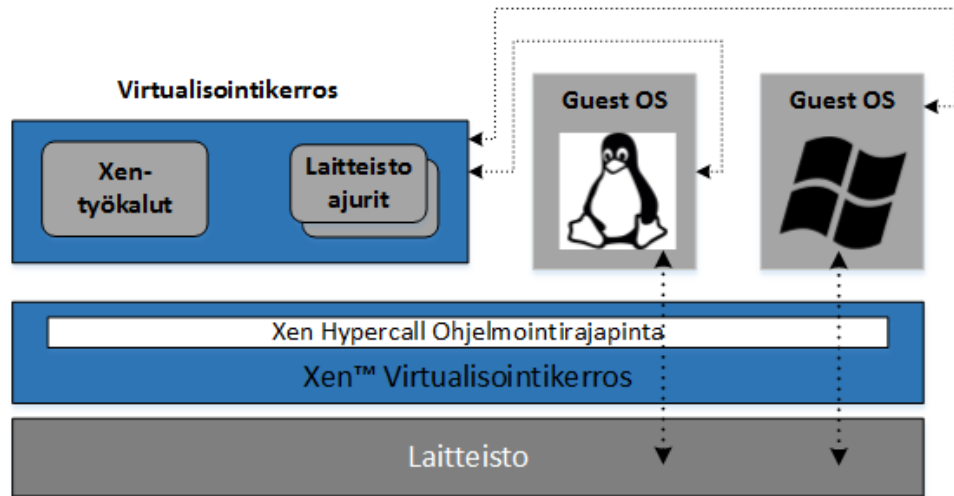 Virtualisointikerros
Guest OS
Guest OS
Xen-
työkalut
Laitteisto
ajurit
Xen Hypercall Ohjelmointirajapinta
Xen™ Virtualisointikerros
Laitteisto